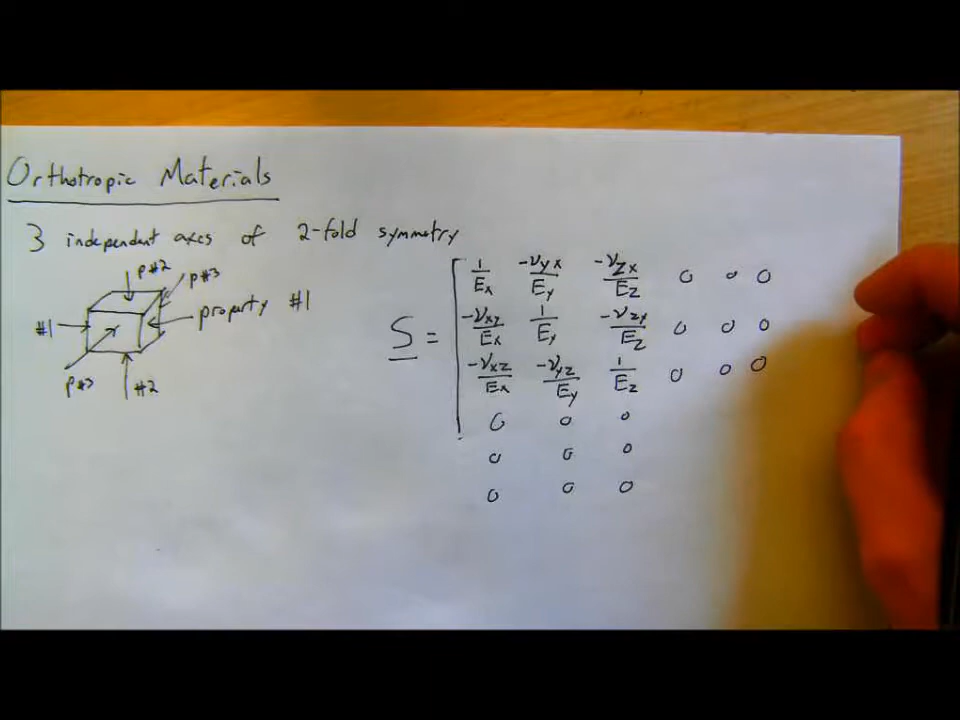 Orthotropic Materials
3 independent axes of 2-fold symmetry
P#2
P#3
property #1
#1
P#3
#2
S =
1/Ex -νyx/Ey -νzx/Ez 0 0 0
-νxy/Ex 1/Ey -νzy/Ez 0 0 0
-νxz/Ex -νyz/Ey 1/Ez 0 0 0
0 0 0
0 0 0
0 0 0